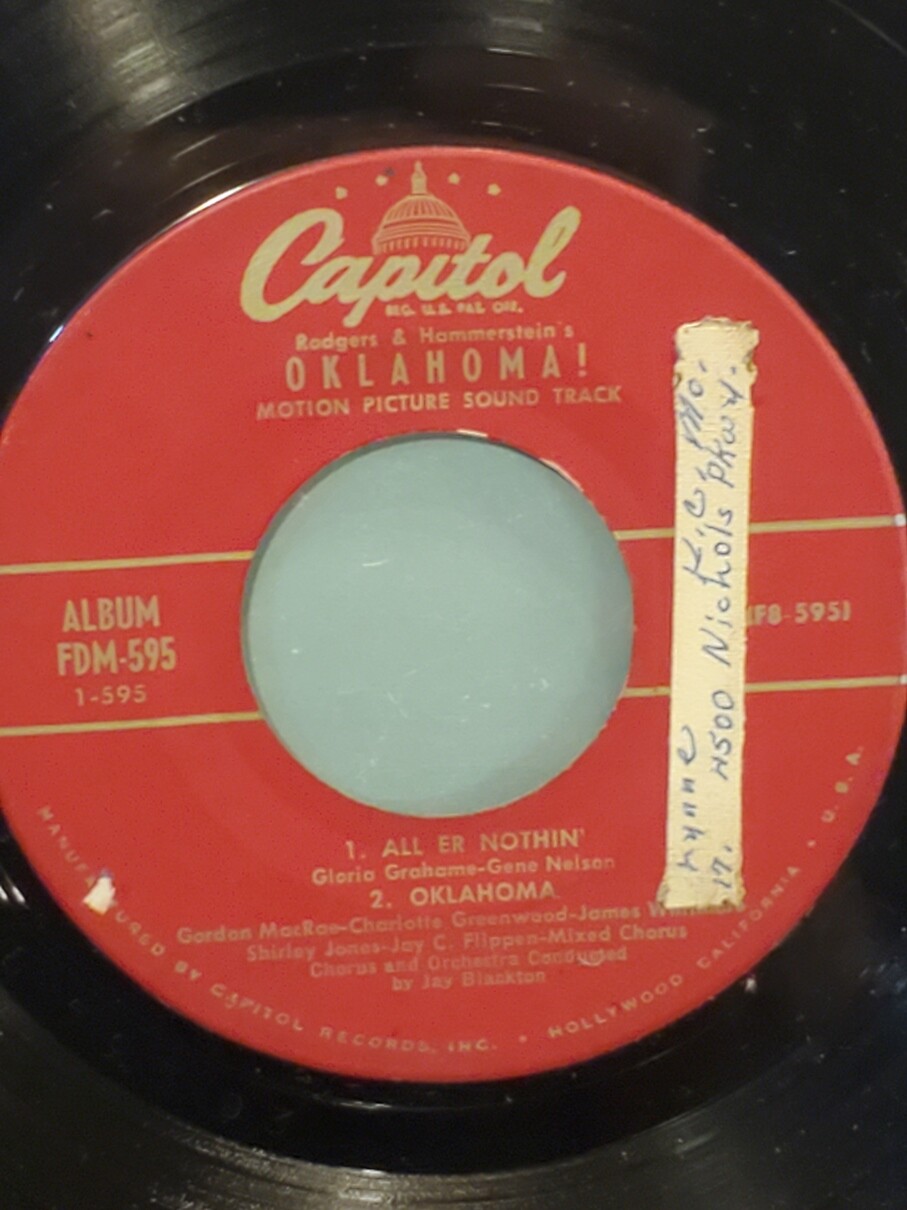 Capitol
REG. U.S. PAT. OFF.
Rodgers & Hammerstein's
OKLAHOMA!
MOTION PICTURE SOUND TRACK
ALBUM
FDM-595
1-595
(F8-595)
1. ALL ER NOTHIN'
Gloria Grahame-Gene Nelson
2. OKLAHOMA
Gordon MacRae-Charlotte Greenwood-James
Shirley Jones-Jay C. Flippen-Mixed Chorus
Chorus and Orchestra Conducted
by Jay Blackton
MANUFACTURED BY CAPITOL RECORDS, INC. • HOLLYWOOD CALIFORNIA • U.S.A.
Lynne K.C., Mo.
17. 4500 Nichols Pkwy.